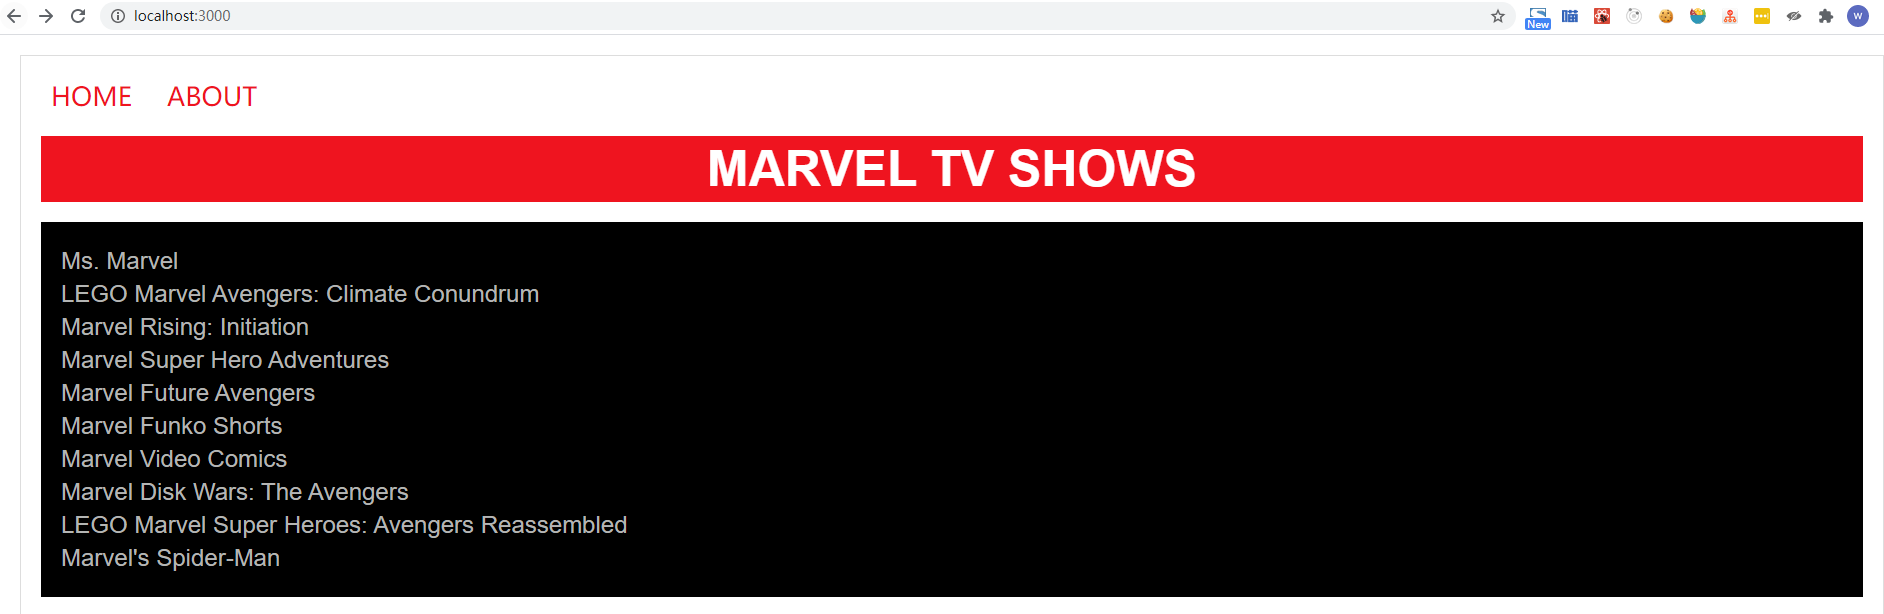 localhost:3000
New
W
HOME ABOUT
MARVEL TV SHOWS
Ms. Marvel
LEGO Marvel Avengers: Climate Conundrum
Marvel Rising: Initiation
Marvel Super Hero Adventures
Marvel Future Avengers
Marvel Funko Shorts
Marvel Video Comics
Marvel Disk Wars: The Avengers
LEGO Marvel Super Heroes: Avengers Reassembled
Marvel's Spider-Man